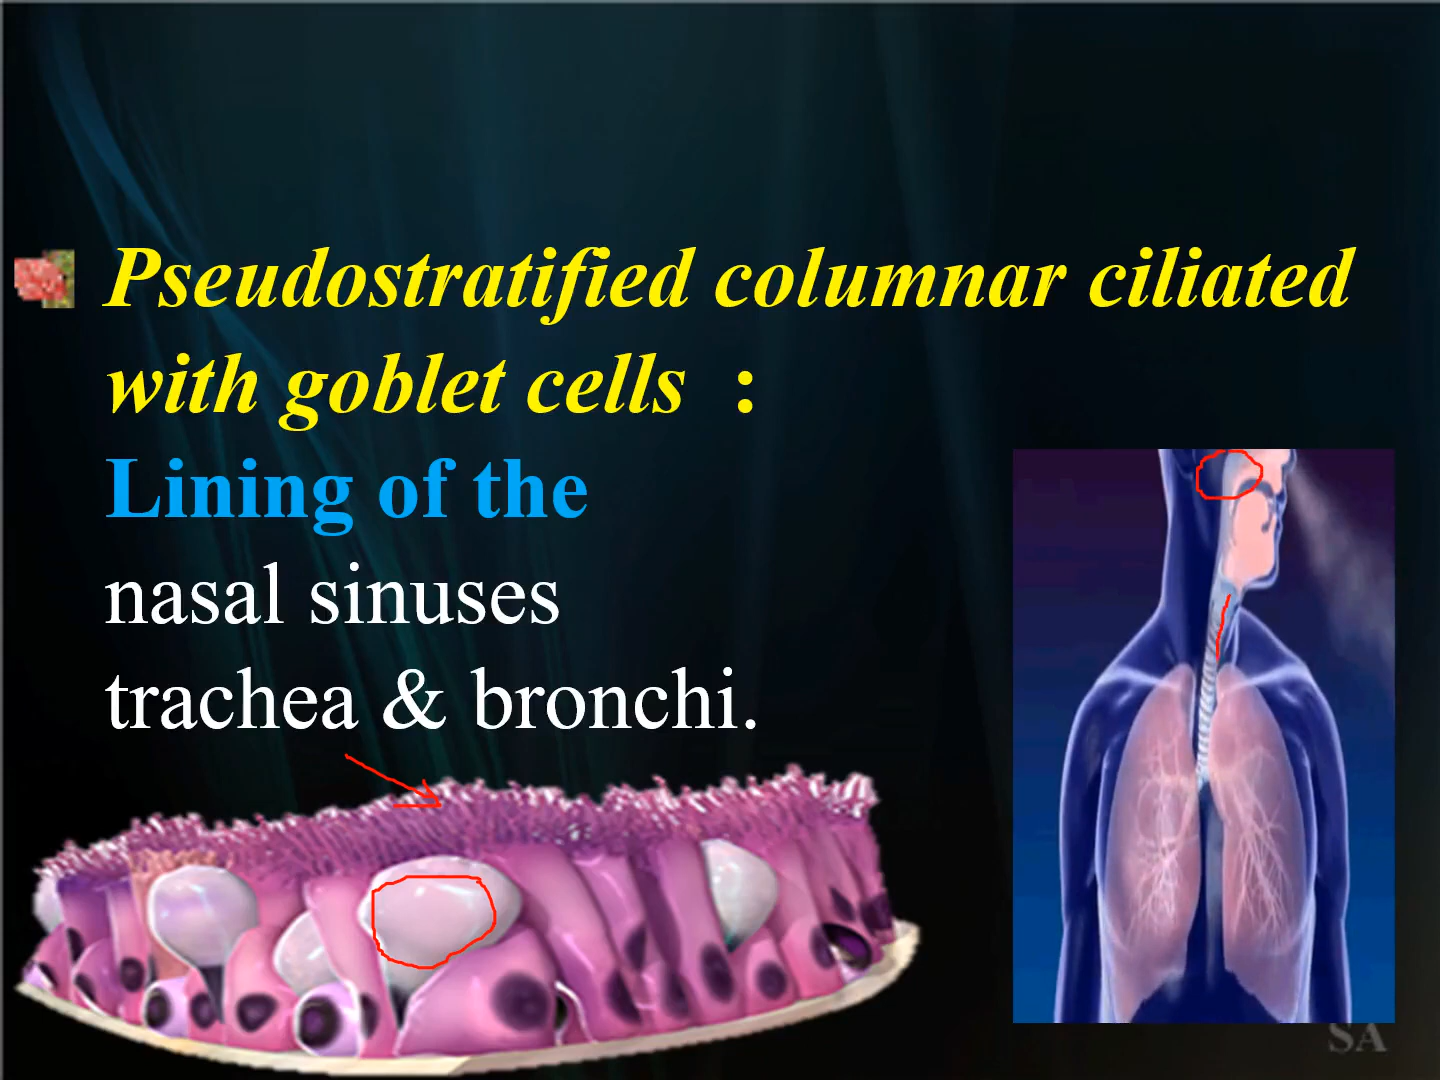 Pseudostratified columnar ciliated
with goblet cells :
Lining of the
nasal sinuses
trachea & bronchi.
SA